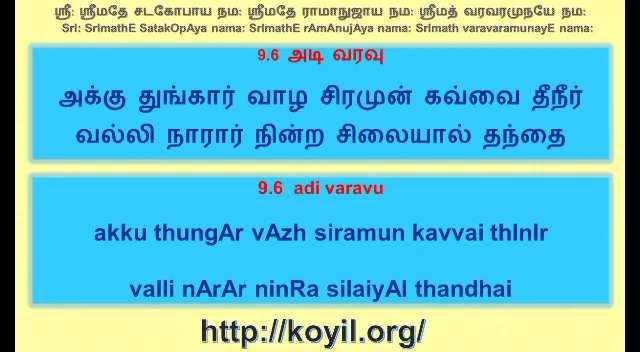 ஸ்ரீ: ஸ்ரீமதே சடகோபாய நம: ஸ்ரீமதே ராமாநுஜாய நம: ஸ்ரீமத் வரவரமுநயே நம:
SrI: SrImathE SatakOpAya nama: SrImathE rAmAnujAya nama: SrImath varavaramunayE nama:
9.6 அடி வரவு
அக்கு துங்கார் வாழ சிரமுன் கவ்வை தீநீர்
வல்லி நாரார் நின்ற சிலையால் தந்தை
9.6 adi varavu
akku thungAr vAzh siramun kavvai thInIr
valli nArAr ninRa silaiyAl thandhai
http://koyil.org/